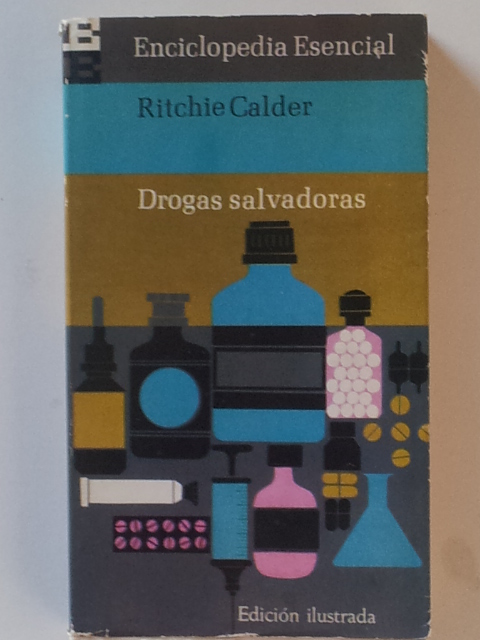 Enciclopedia Esencial
Ritchie Calder
Drogas salvadoras
Edición ilustrada